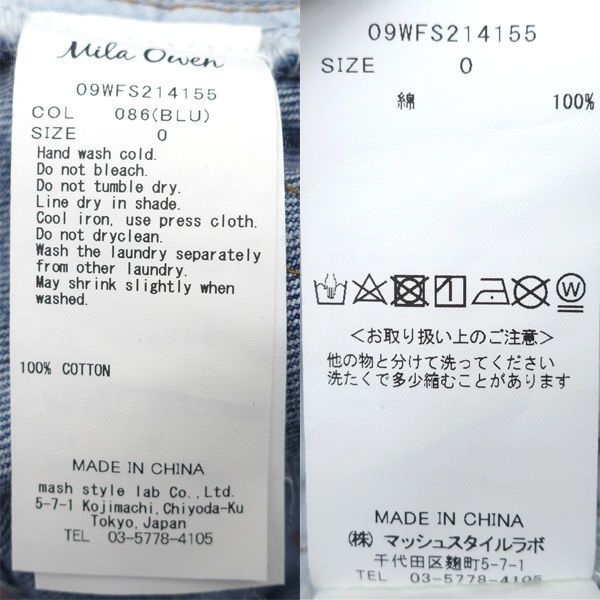 Mila Owen
09WFS214155
COL 086(BLU)
SIZE 0
Hand wash cold.
Do not bleach.
Do not tumble dry.
Line dry in shade.
Cool iron, use press cloth.
Do not dryclean.
Wash the laundry separately
from other laundry.
May shrink slightly when
washed.
100% COTTON
MADE IN CHINA
mash style lab Co.,Ltd.
5-7-1 Kojimachi,Chiyoda-Ku
Tokyo,Japan
TEL 03-5778-4105
09WFS214155
SIZE 0
綿 100%
W
<お取り扱い上のご注意>
他の物と分けて洗ってください
洗たくで多少縮むことがあります
MADE IN CHINA
(株)マッシュスタイルラボ
千代田区麹町5-7-1
TEL 03-5778-4105